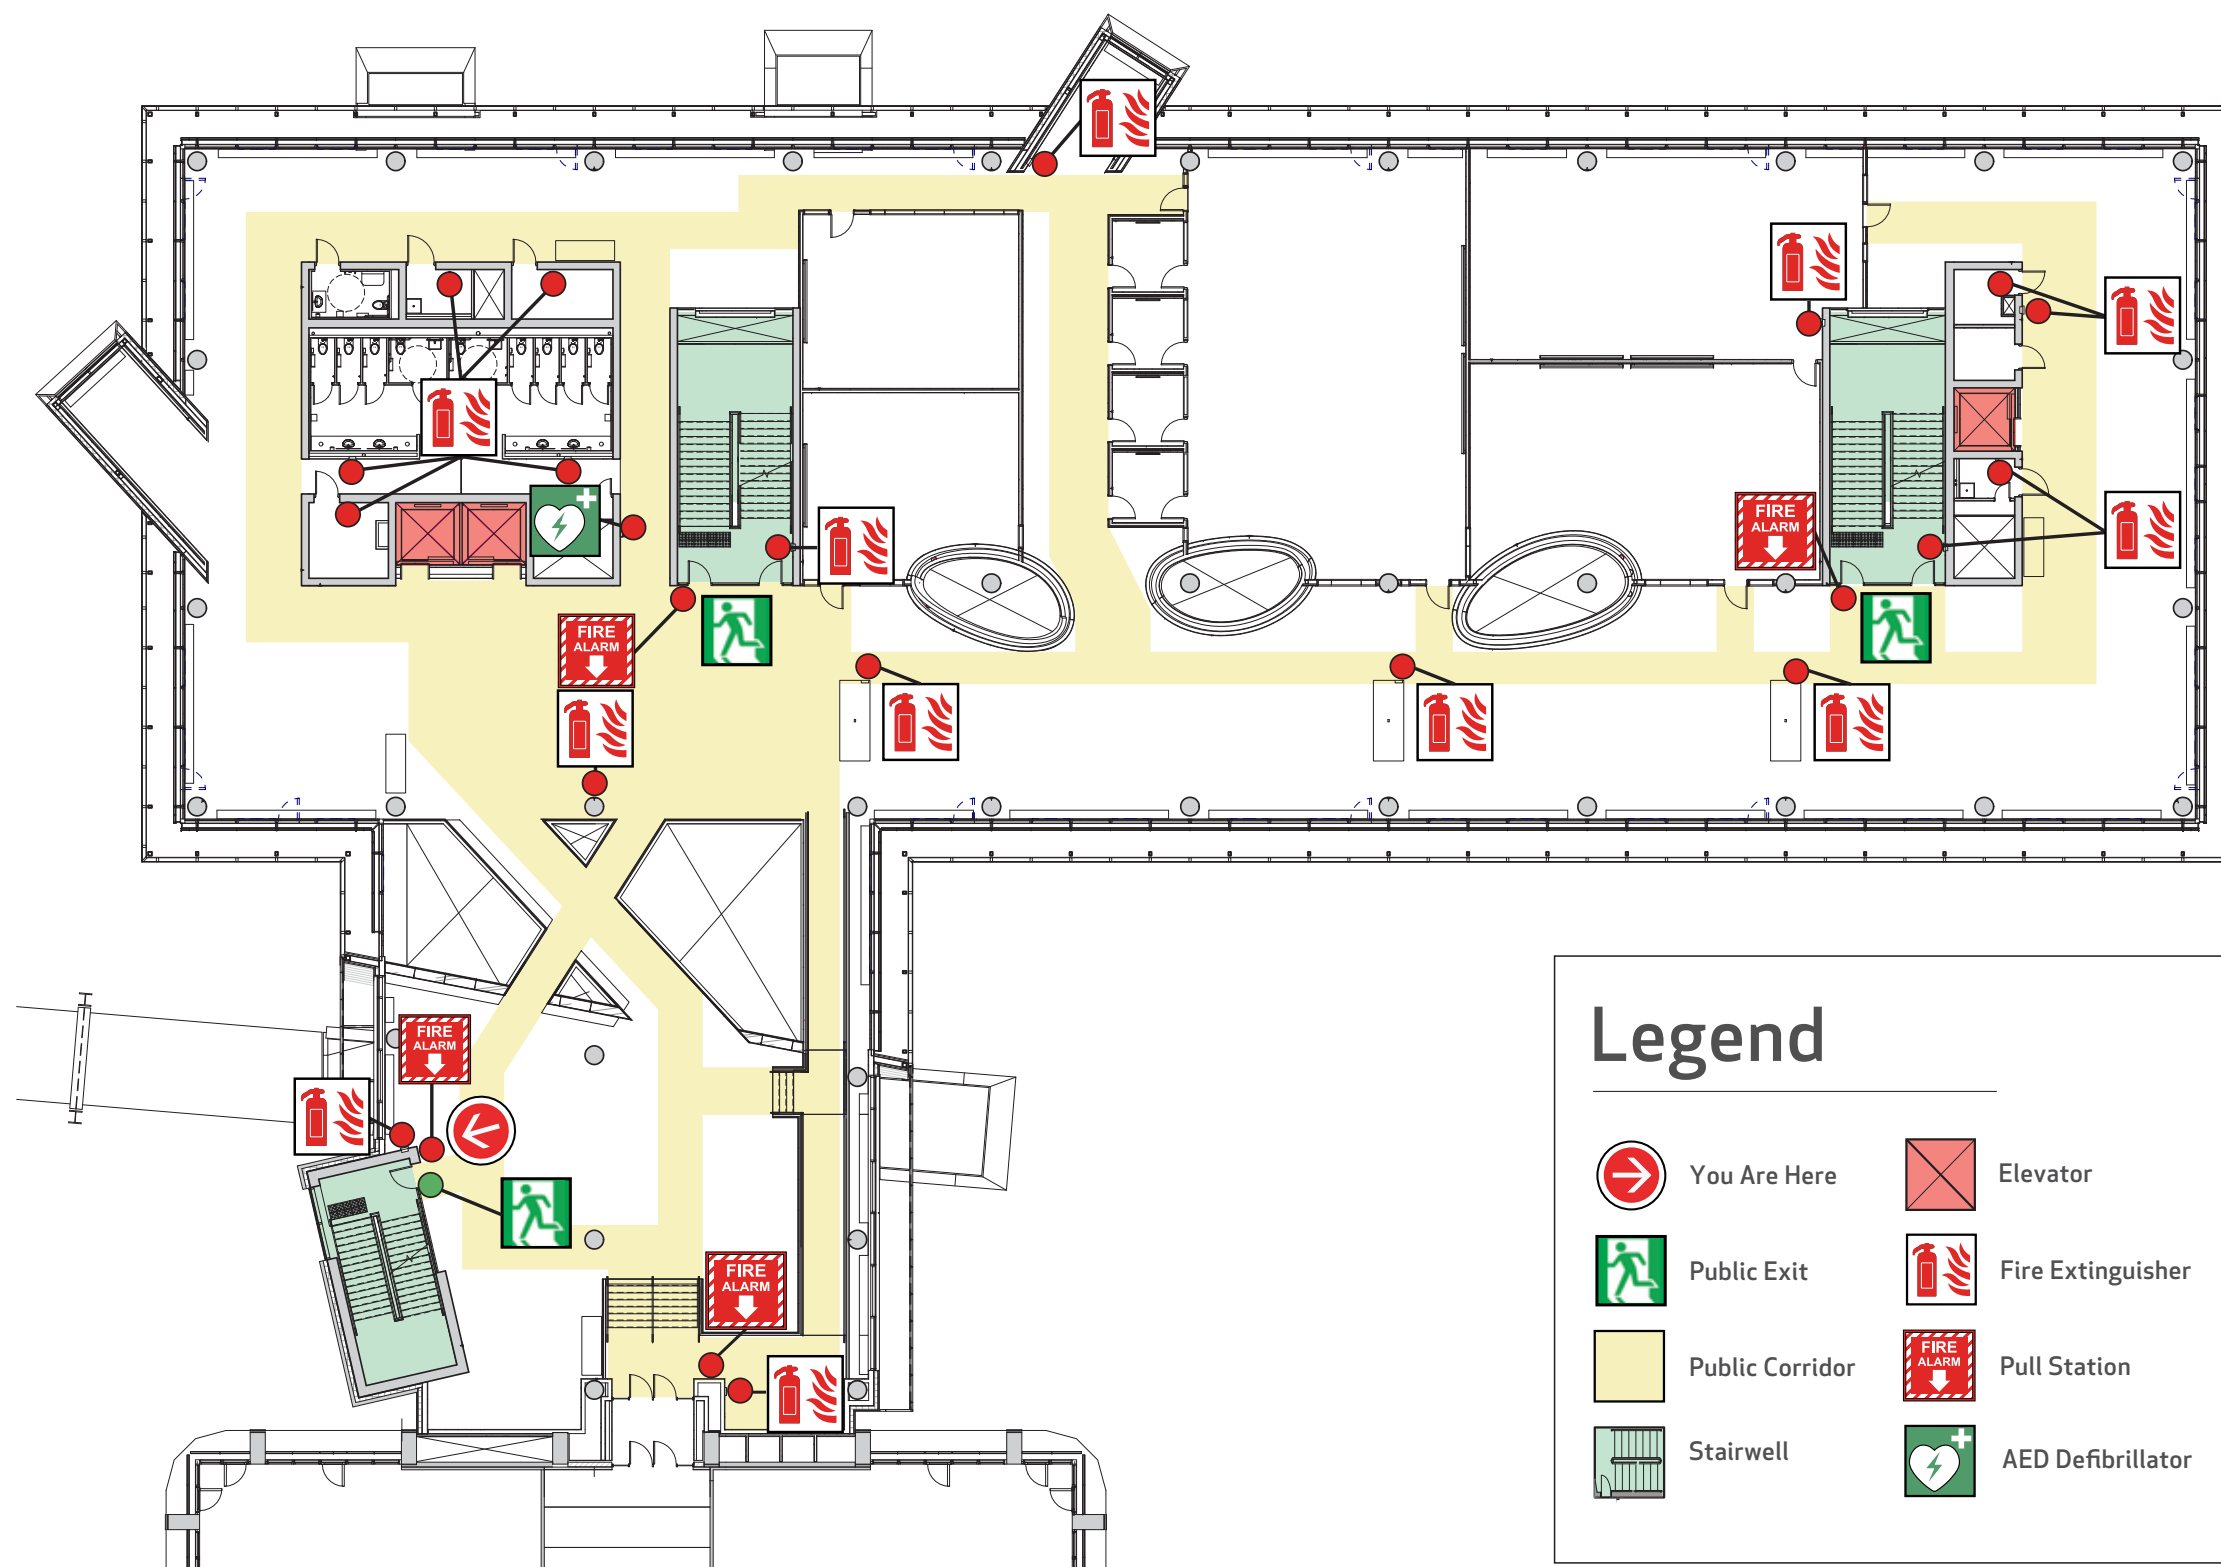 FIRE
ALARM
FIRE
ALARM
FIRE
ALARM
FIRE
ALARM
Legend
You Are Here
Elevator
Public Exit
Fire Extinguisher
Public Corridor
FIRE
ALARM
Pull Station
Stairwell
AED Defibrillator